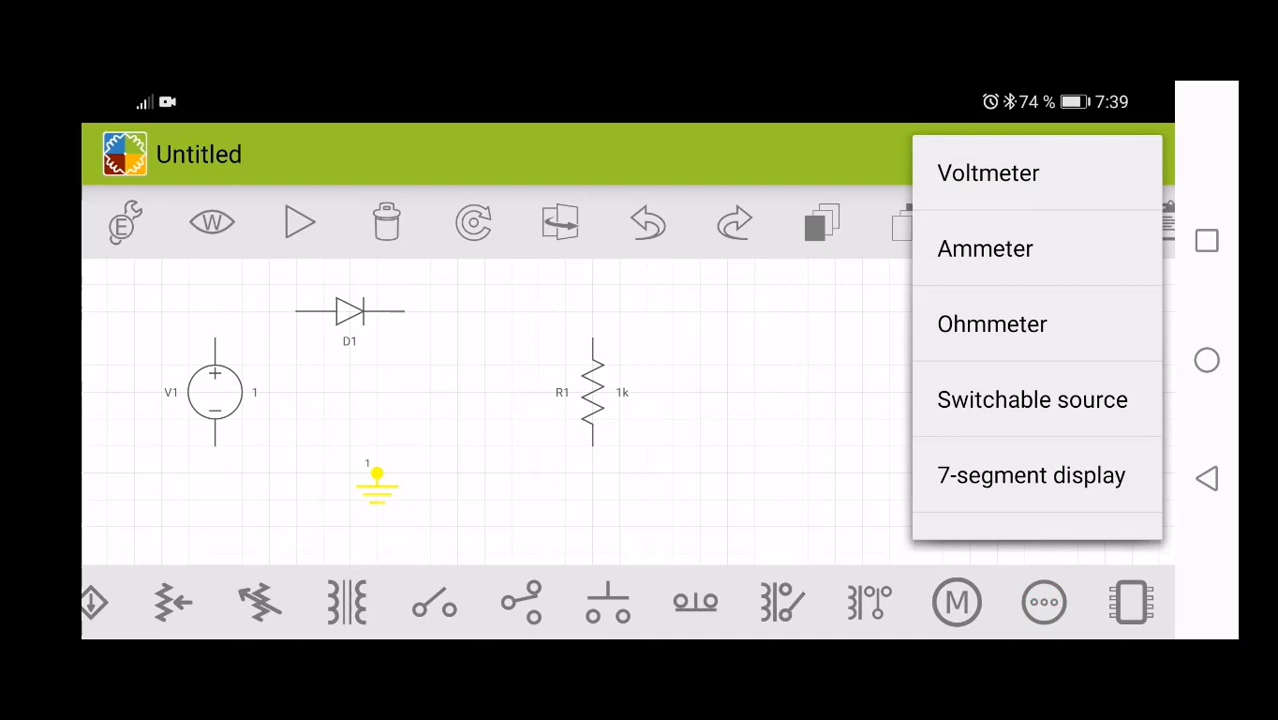 74 % 7:39
Untitled
Voltmeter
Ammeter
Ohmmeter
Switchable source
7-segment display
E
W
D1
V1
1
R1
1k
1
M